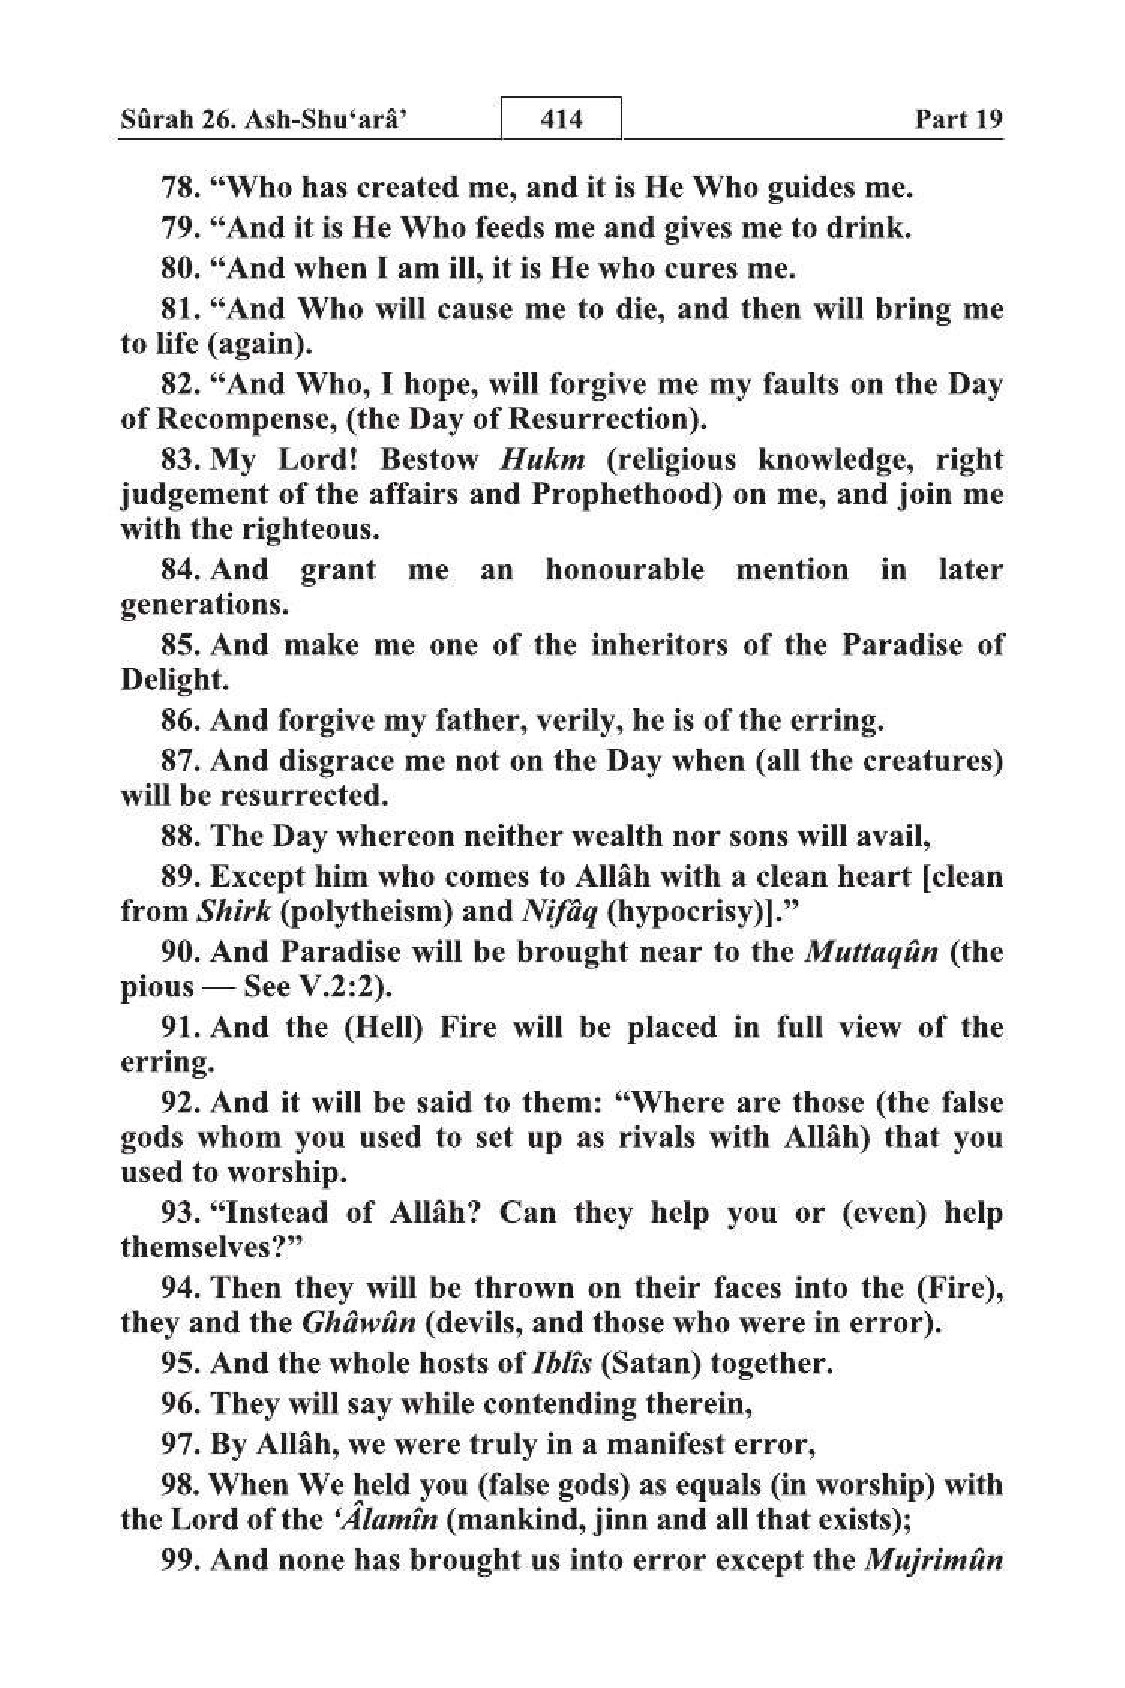 Sûrah 26. Ash-Shu‘arâ’ 414 Part 19
78. “Who has created me, and it is He Who guides me.
79. “And it is He Who feeds me and gives me to drink.
80. “And when I am ill, it is He who cures me.
81. “And Who will cause me to die, and then will bring me
to life (again).
82. “And Who, I hope, will forgive me my faults on the Day
of Recompense, (the Day of Resurrection).
83. My Lord! Bestow Hukm (religious knowledge, right
judgement of the affairs and Prophethood) on me, and join me
with the righteous.
84. And grant me an honourable mention in later
generations.
85. And make me one of the inheritors of the Paradise of
Delight.
86. And forgive my father, verily, he is of the erring.
87. And disgrace me not on the Day when (all the creatures)
will be resurrected.
88. The Day whereon neither wealth nor sons will avail,
89. Except him who comes to Allâh with a clean heart [clean
from Shirk (polytheism) and Nifâq (hypocrisy)].”
90. And Paradise will be brought near to the Muttaqûn (the
pious — See V.2:2).
91. And the (Hell) Fire will be placed in full view of the
erring.
92. And it will be said to them: “Where are those (the false
gods whom you used to set up as rivals with Allâh) that you
used to worship.
93. “Instead of Allâh? Can they help you or (even) help
themselves?”
94. Then they will be thrown on their faces into the (Fire),
they and the Ghâwûn (devils, and those who were in error).
95. And the whole hosts of Iblîs (Satan) together.
96. They will say while contending therein,
97. By Allâh, we were truly in a manifest error,
98. When We held you (false gods) as equals (in worship) with
the Lord of the ‘Âlamîn (mankind, jinn and all that exists);
99. And none has brought us into error except the Mujrimûn